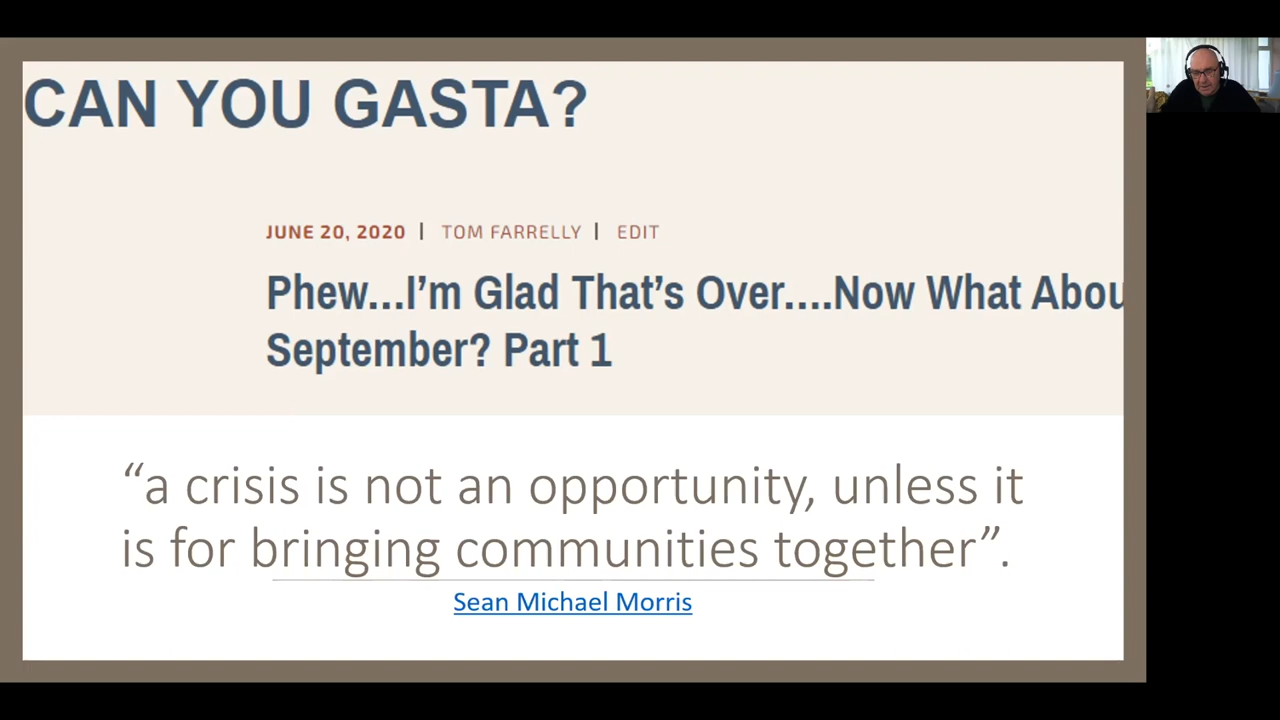 CAN YOU GASTA?
JUNE 20, 2020 | TOM FARRELLY | EDIT
Phew...I’m Glad That’s Over....Now What Abou
September? Part 1
“a crisis is not an opportunity, unless it
is for bringing communities together”.
Sean Michael Morris